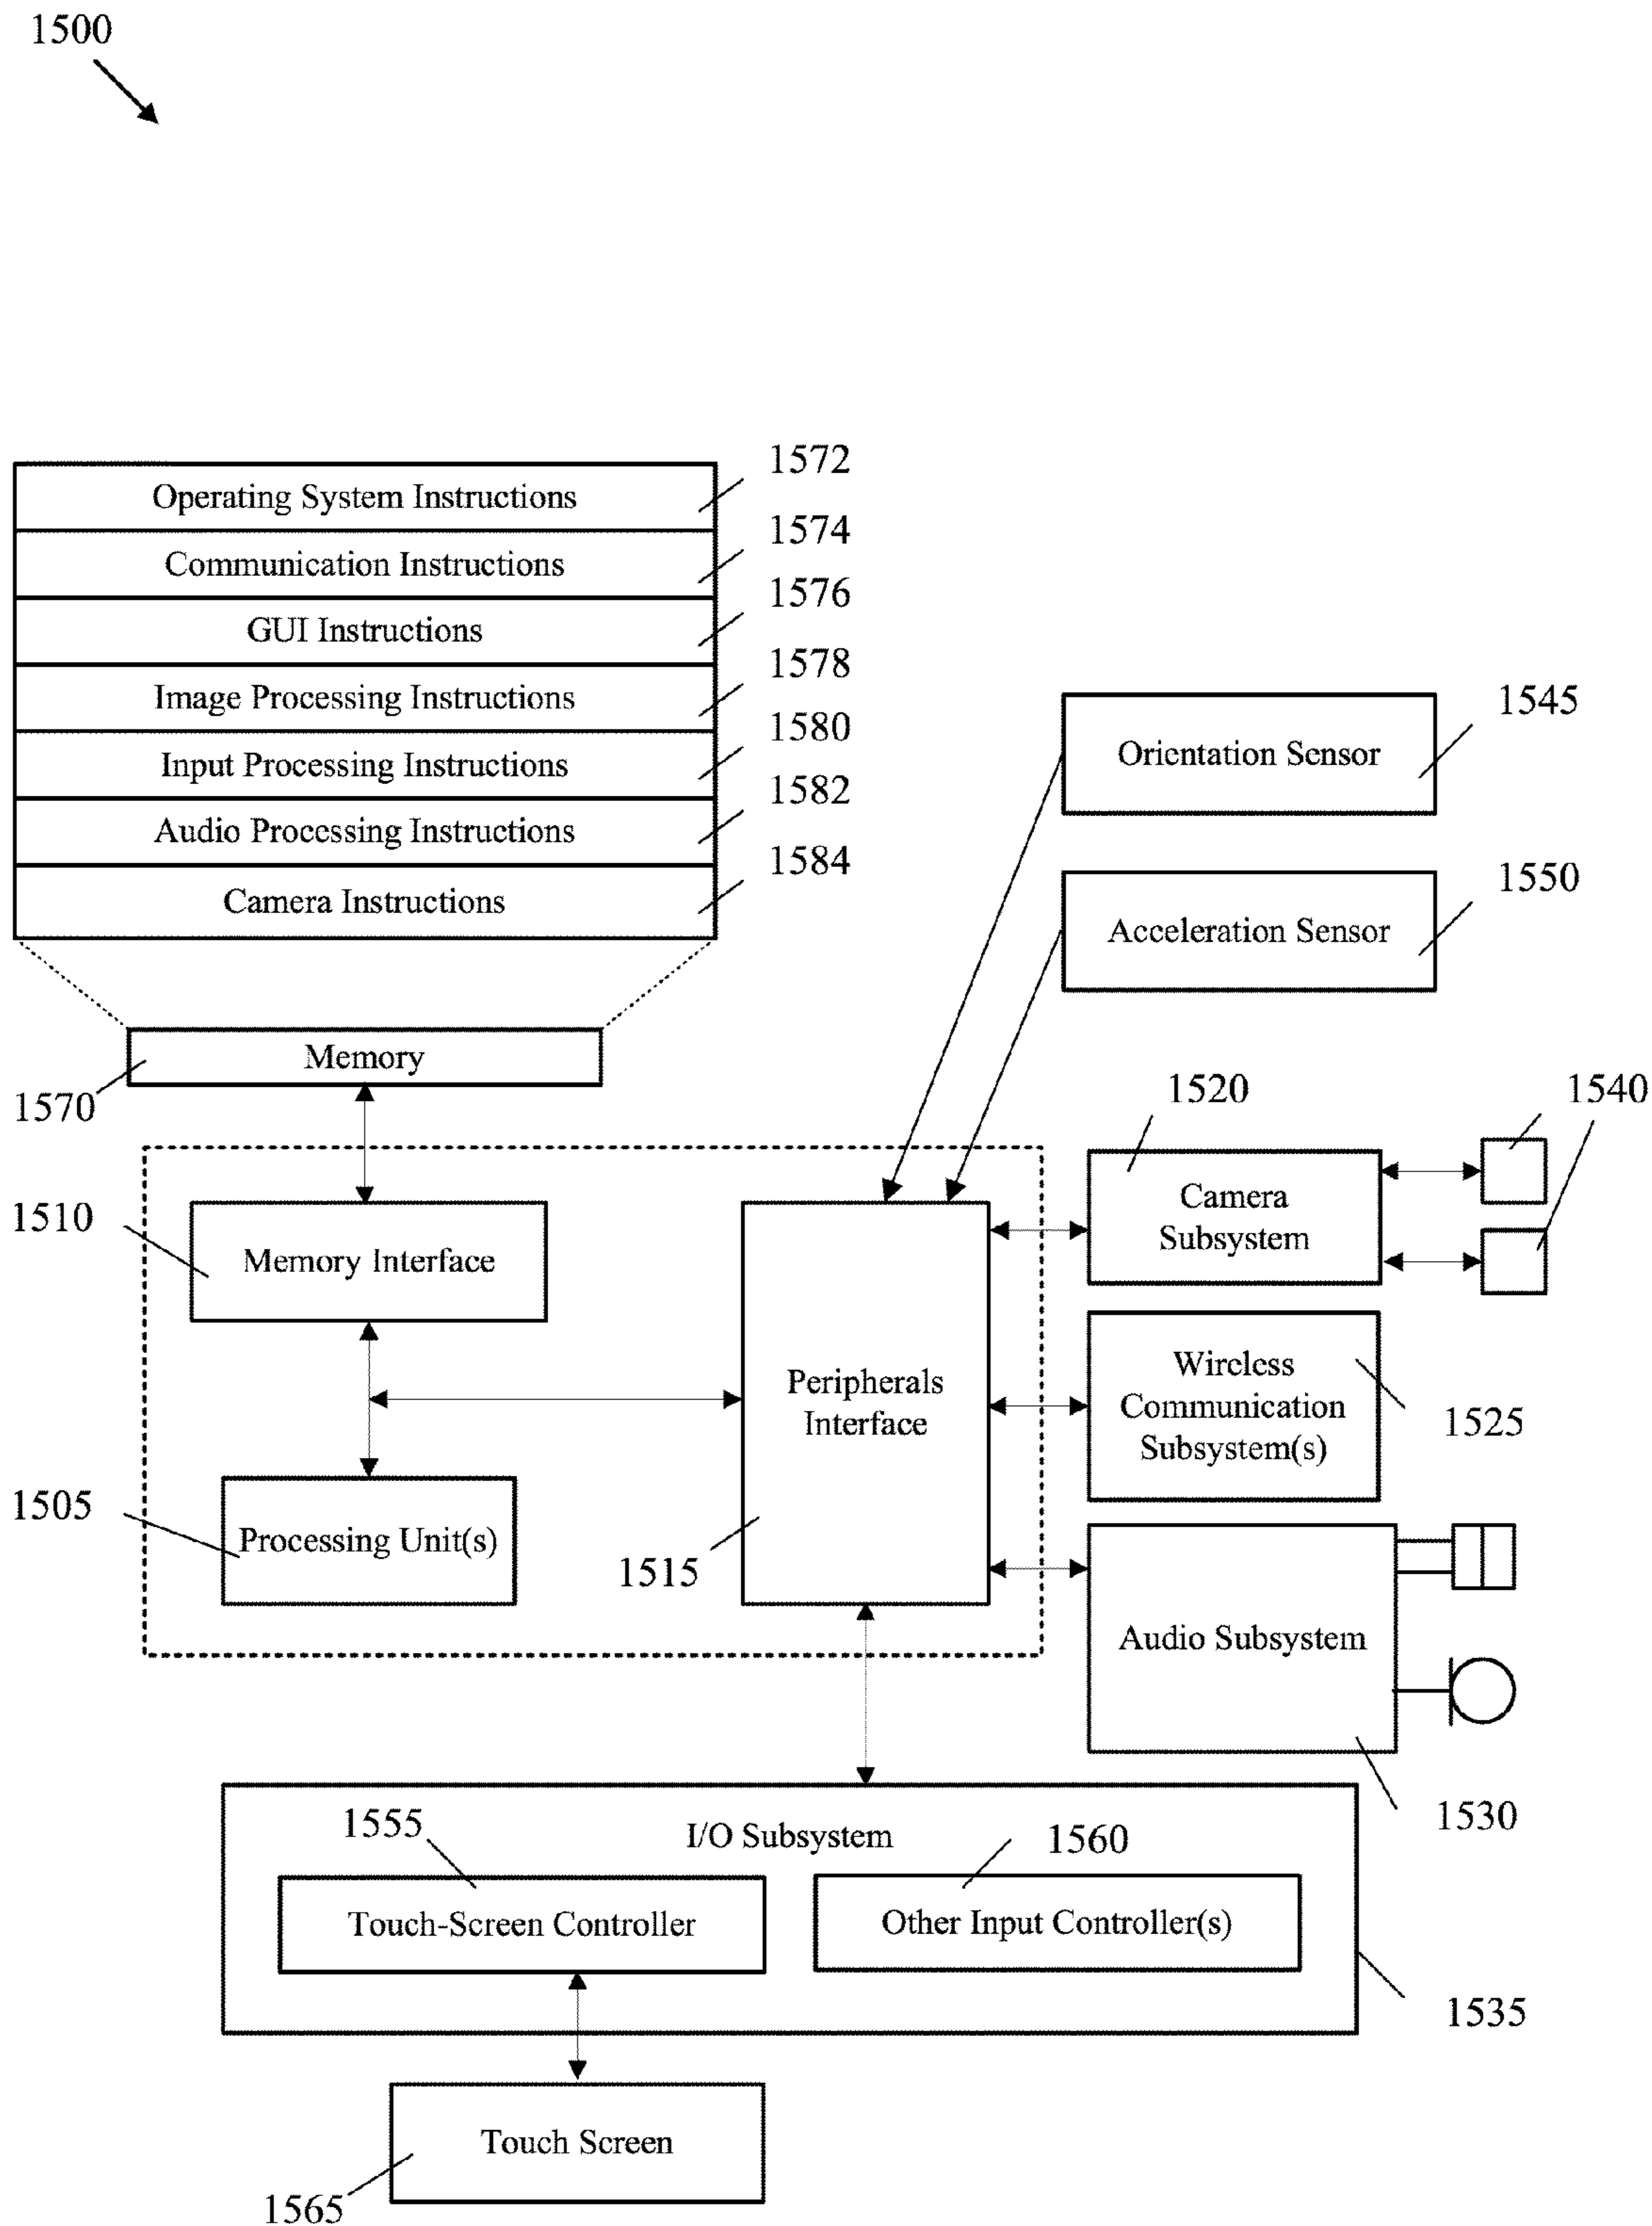 1500
1572
Operating System Instructions
1574
Communication Instructions
1576
GUI Instructions
1578
Image Processing Instructions
1580
Input Processing Instructions
1582
Audio Processing Instructions
1584
Camera Instructions
1545
Orientation Sensor
1550
Acceleration Sensor
Memory
1570
1520
1540
1510
Memory Interface
Camera
Subsystem
Peripherals
Interface
Wireless
Communication
Subsystem(s)
1525
1505
Processing Unit(s)
1515
Audio Subsystem
1530
1555
I/O Subsystem
1560
Touch-Screen Controller
Other Input Controller(s)
1535
Touch Screen
1565